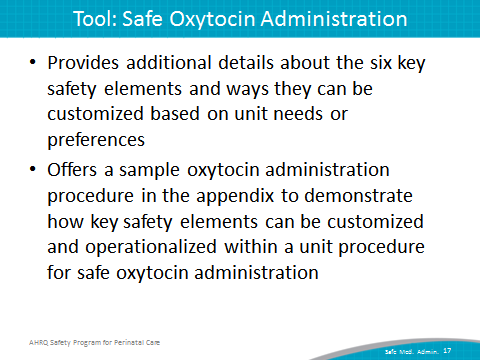 Tool: Safe Oxytocin Administration
• Provides additional details about the six key
safety elements and ways they can be
customized based on unit needs or
preferences
• Offers a sample oxytocin administration
procedure in the appendix to demonstrate
how key safety elements can be customized
and operationalized within a unit procedure
for safe oxytocin administration
AHRQ Safety Program for Perinatal Care
Safe Med. Admin. 17